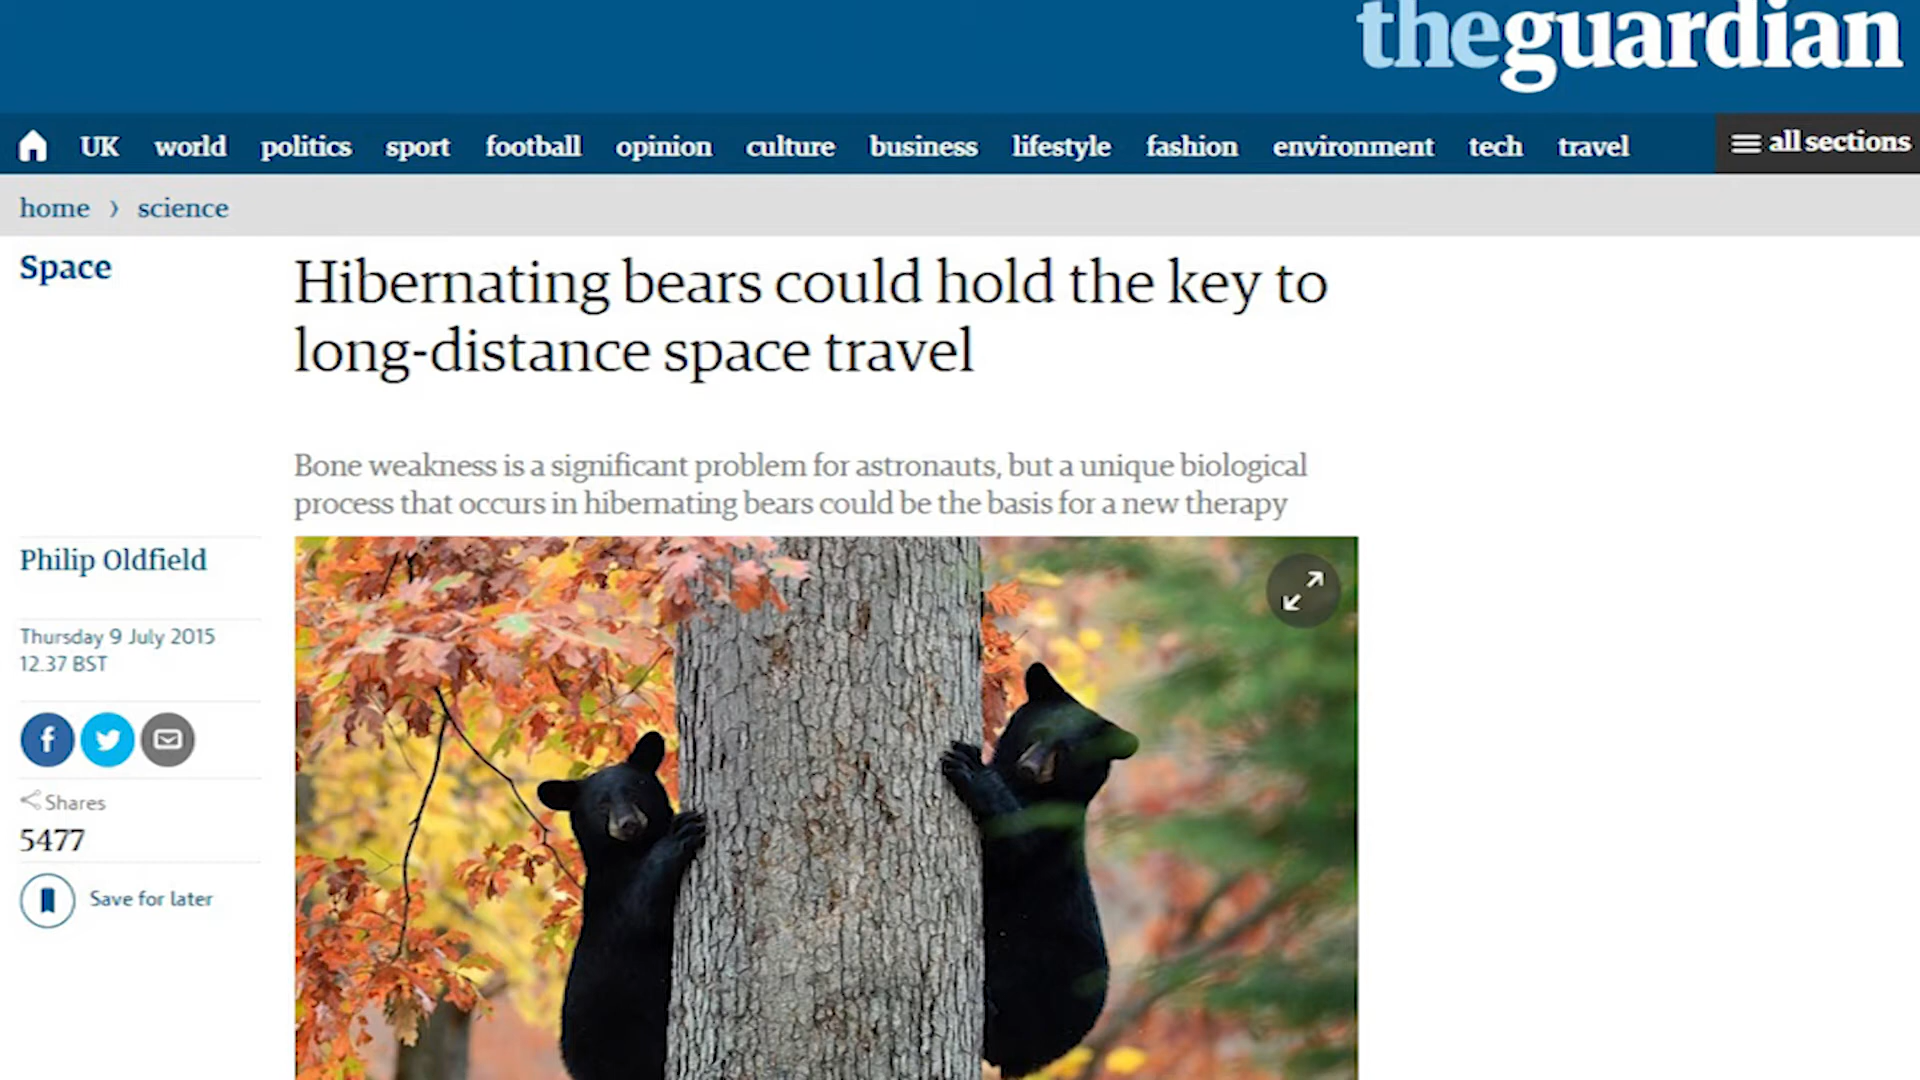 theguardian
UK world politics sport football opinion culture business lifestyle fashion environment tech travel all sections
home › science
Space
Hibernating bears could hold the key to
long-distance space travel
Bone weakness is a significant problem for astronauts, but a unique biological
process that occurs in hibernating bears could be the basis for a new therapy
Philip Oldfield
Thursday 9 July 2015
12.37 BST
f
Shares
5477
Save for later